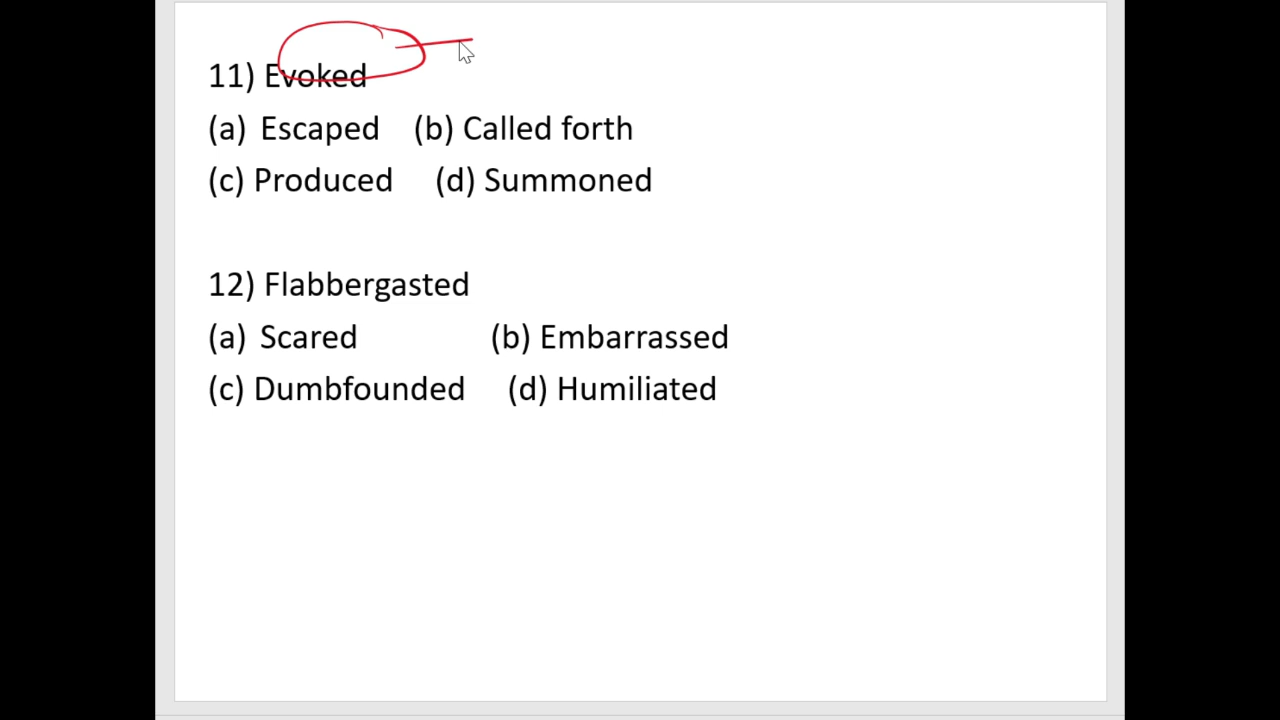 11) Evoked
(a) Escaped (b) Called forth
(c) Produced (d) Summoned
12) Flabbergasted
(a) Scared (b) Embarrassed
(c) Dumbfounded (d) Humiliated